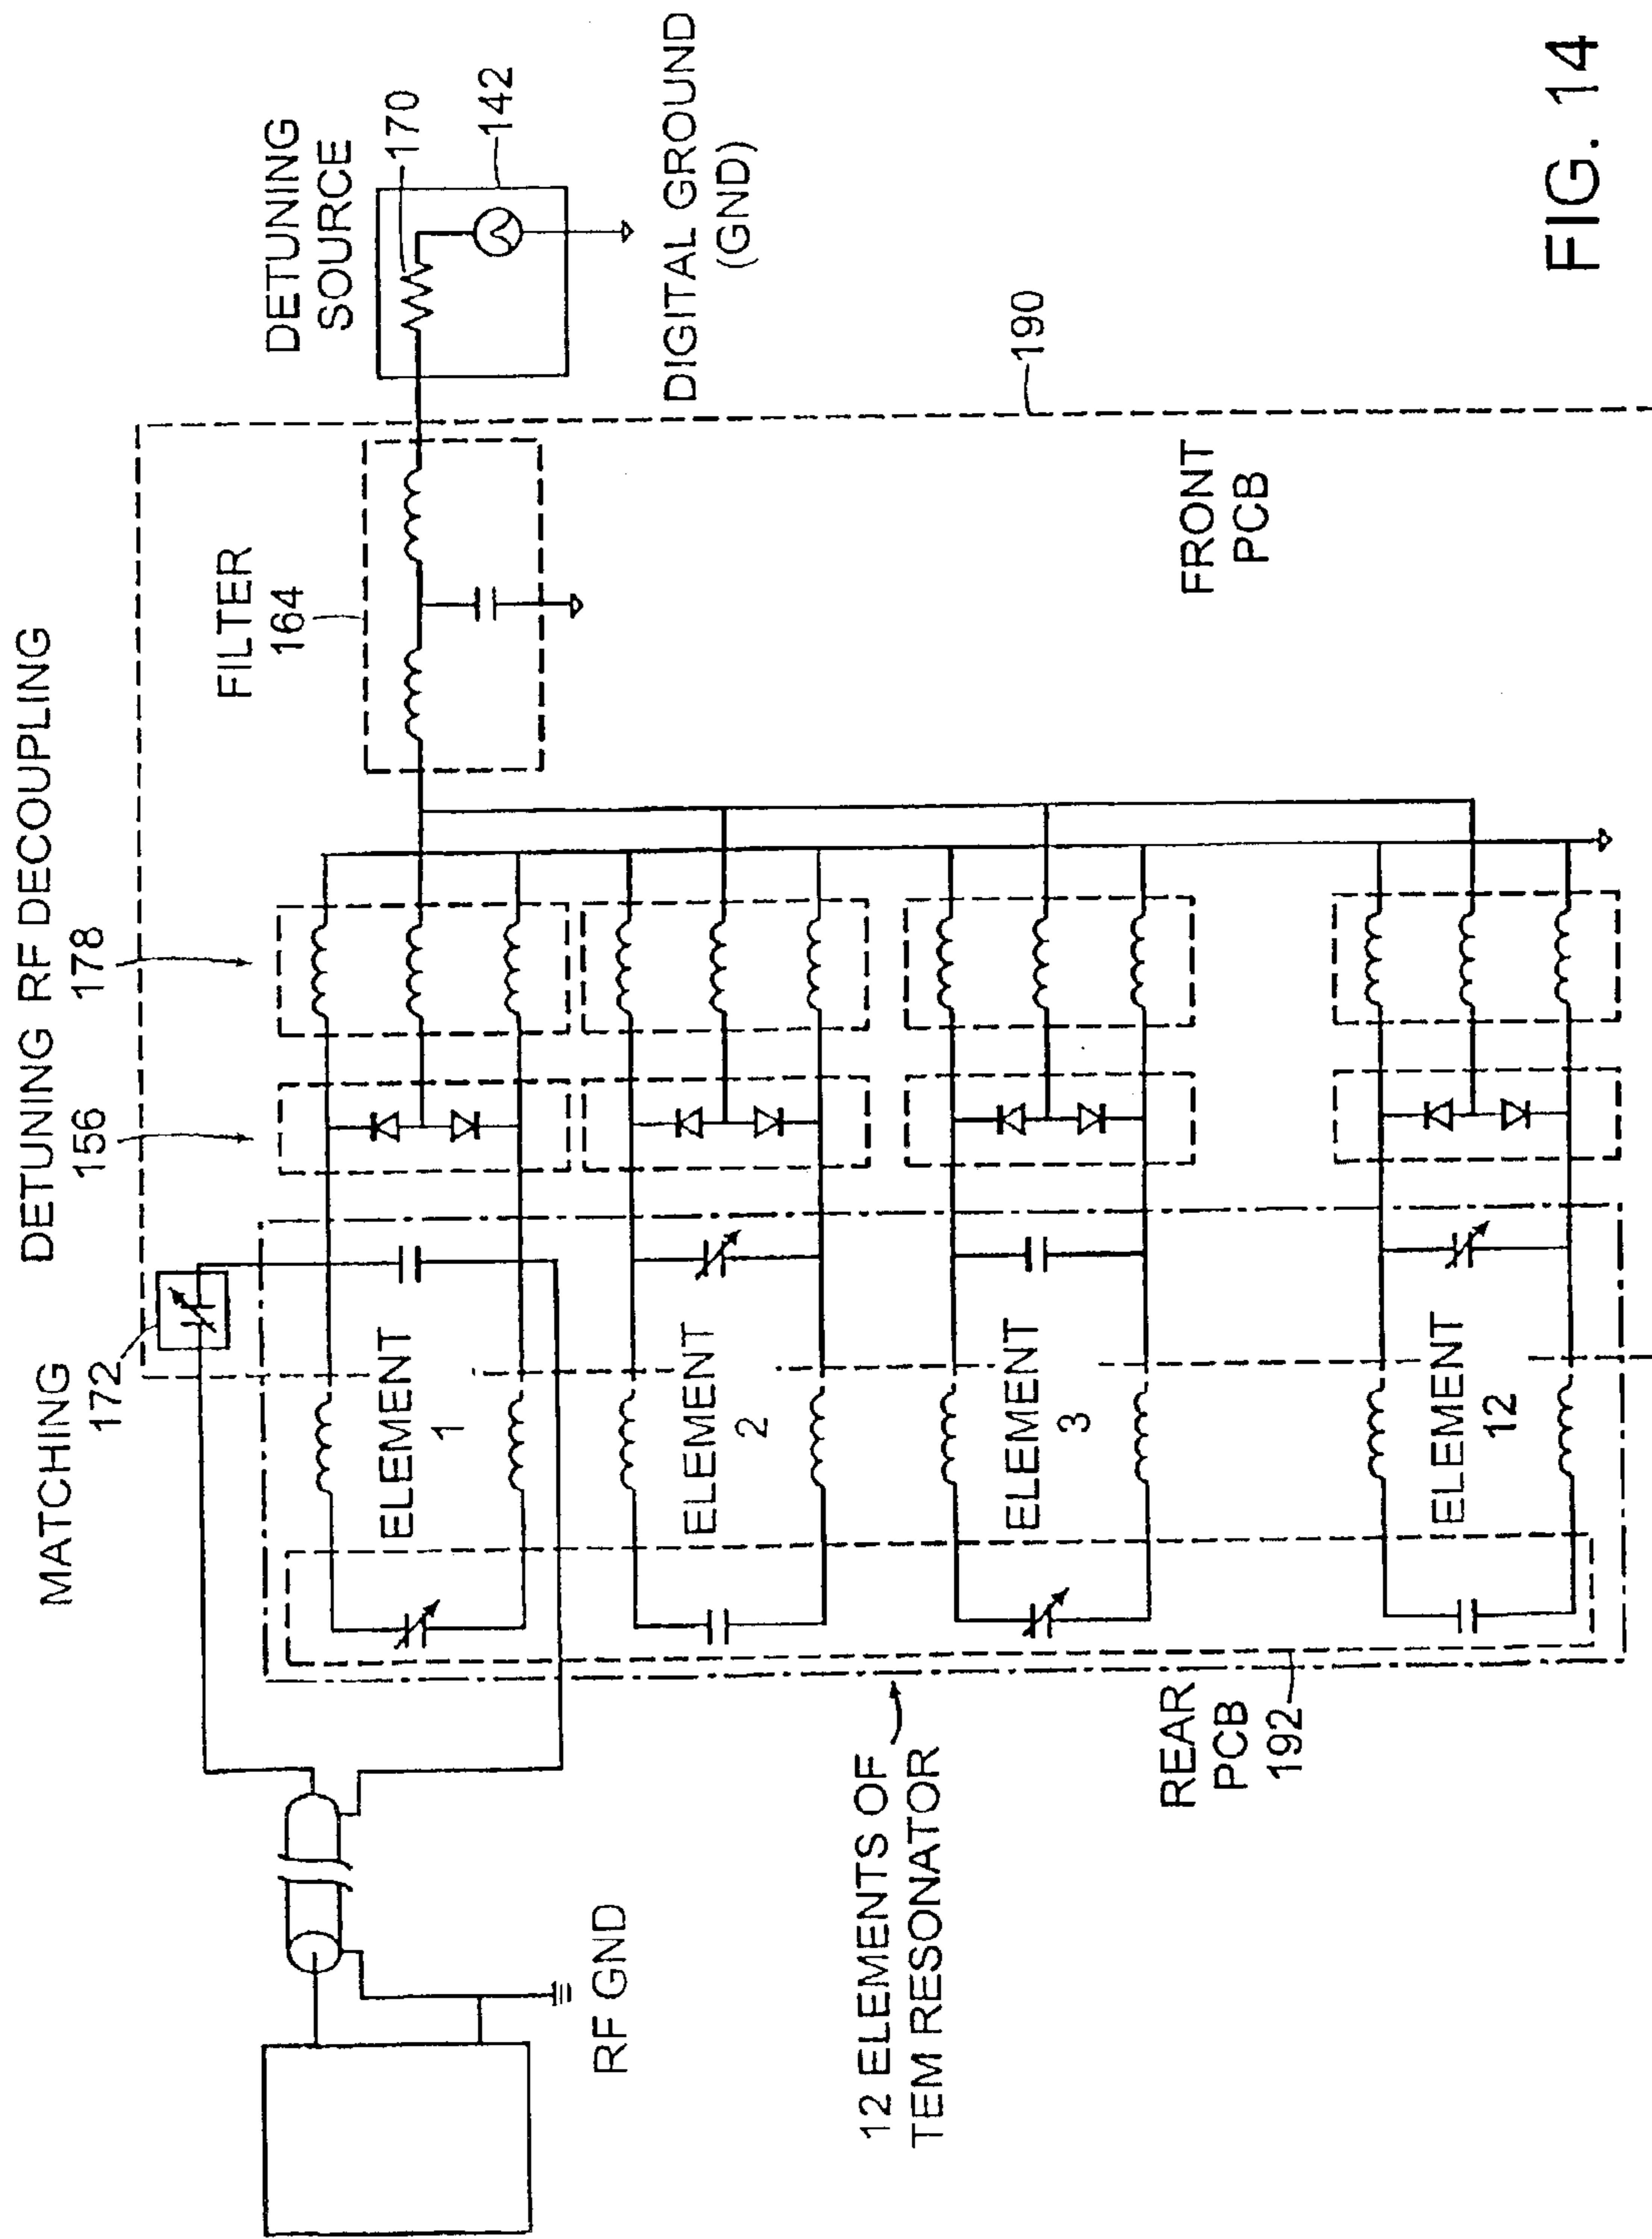 MATCHING
172
DETUNING RF DECOUPLING
156
178
FILTER
164
DETUNING
SOURCE
170
142
DIGITAL GROUND
(GND)
190
FRONT
PCB
ELEMENT
1
ELEMENT
2
ELEMENT
3
ELEMENT
12
RF GND
12 ELEMENTS OF
TEM RESONATOR
REAR
PCB
192
FIG. 14